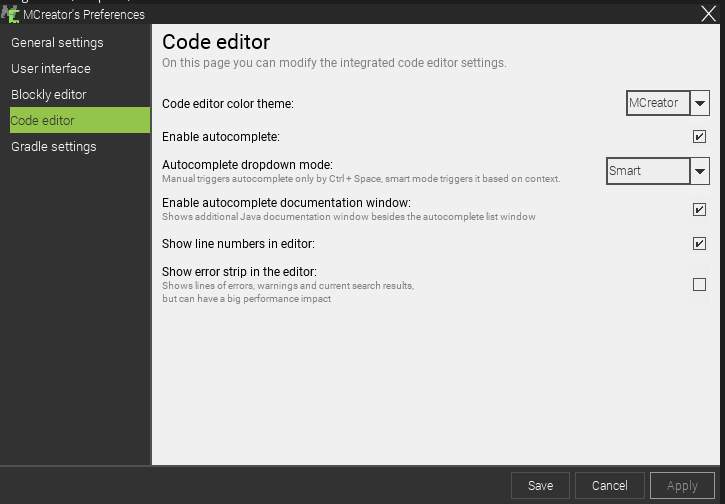 MCreator's Preferences
General settings
User interface
Blockly editor
Code editor
Gradle settings
Code editor
On this page you can modify the integrated code editor settings.
Code editor color theme:
MCreator
Enable autocomplete:
Autocomplete dropdown mode:
Manual triggers autocomplete only by Ctrl + Space, smart mode triggers it based on context.
Smart
Enable autocomplete documentation window:
Shows additional Java documentation window besides the autocomplete list window
Show line numbers in editor:
Show error strip in the editor:
Shows lines of errors, warnings and current search results,
but can have a big performance impact
Save
Cancel
Apply